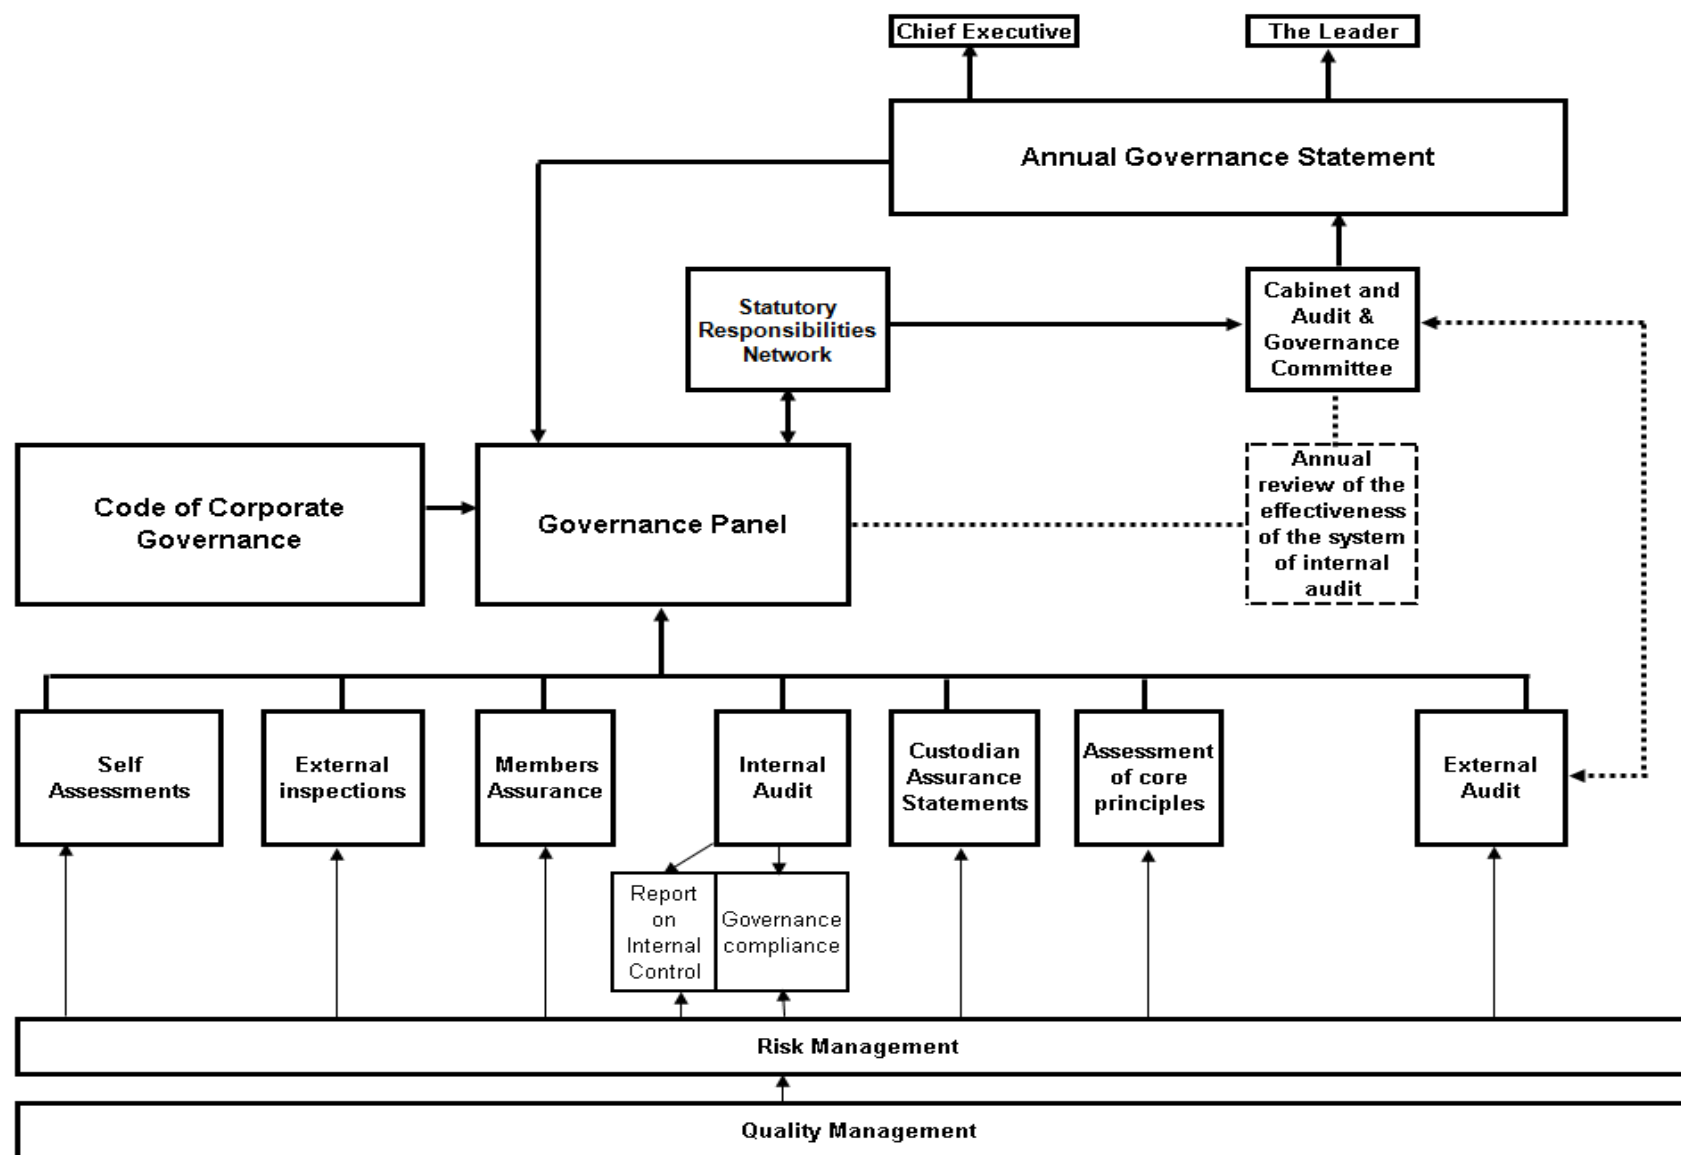 Chief Executive
The Leader
Annual Governance Statement
Statutory
Responsibilities
Network
Cabinet and
Audit &
Governance
Committee
Code of Corporate
Governance
Governance Panel
Annual
review of the
effectiveness
of the system
of internal
audit
Self
Assessments
External
inspections
Members
Assurance
Internal
Audit
Custodian
Assurance
Statements
Assessment
of core
principles
External
Audit
Report
on
Internal
Control
Governance
compliance
Risk Management
Quality Management